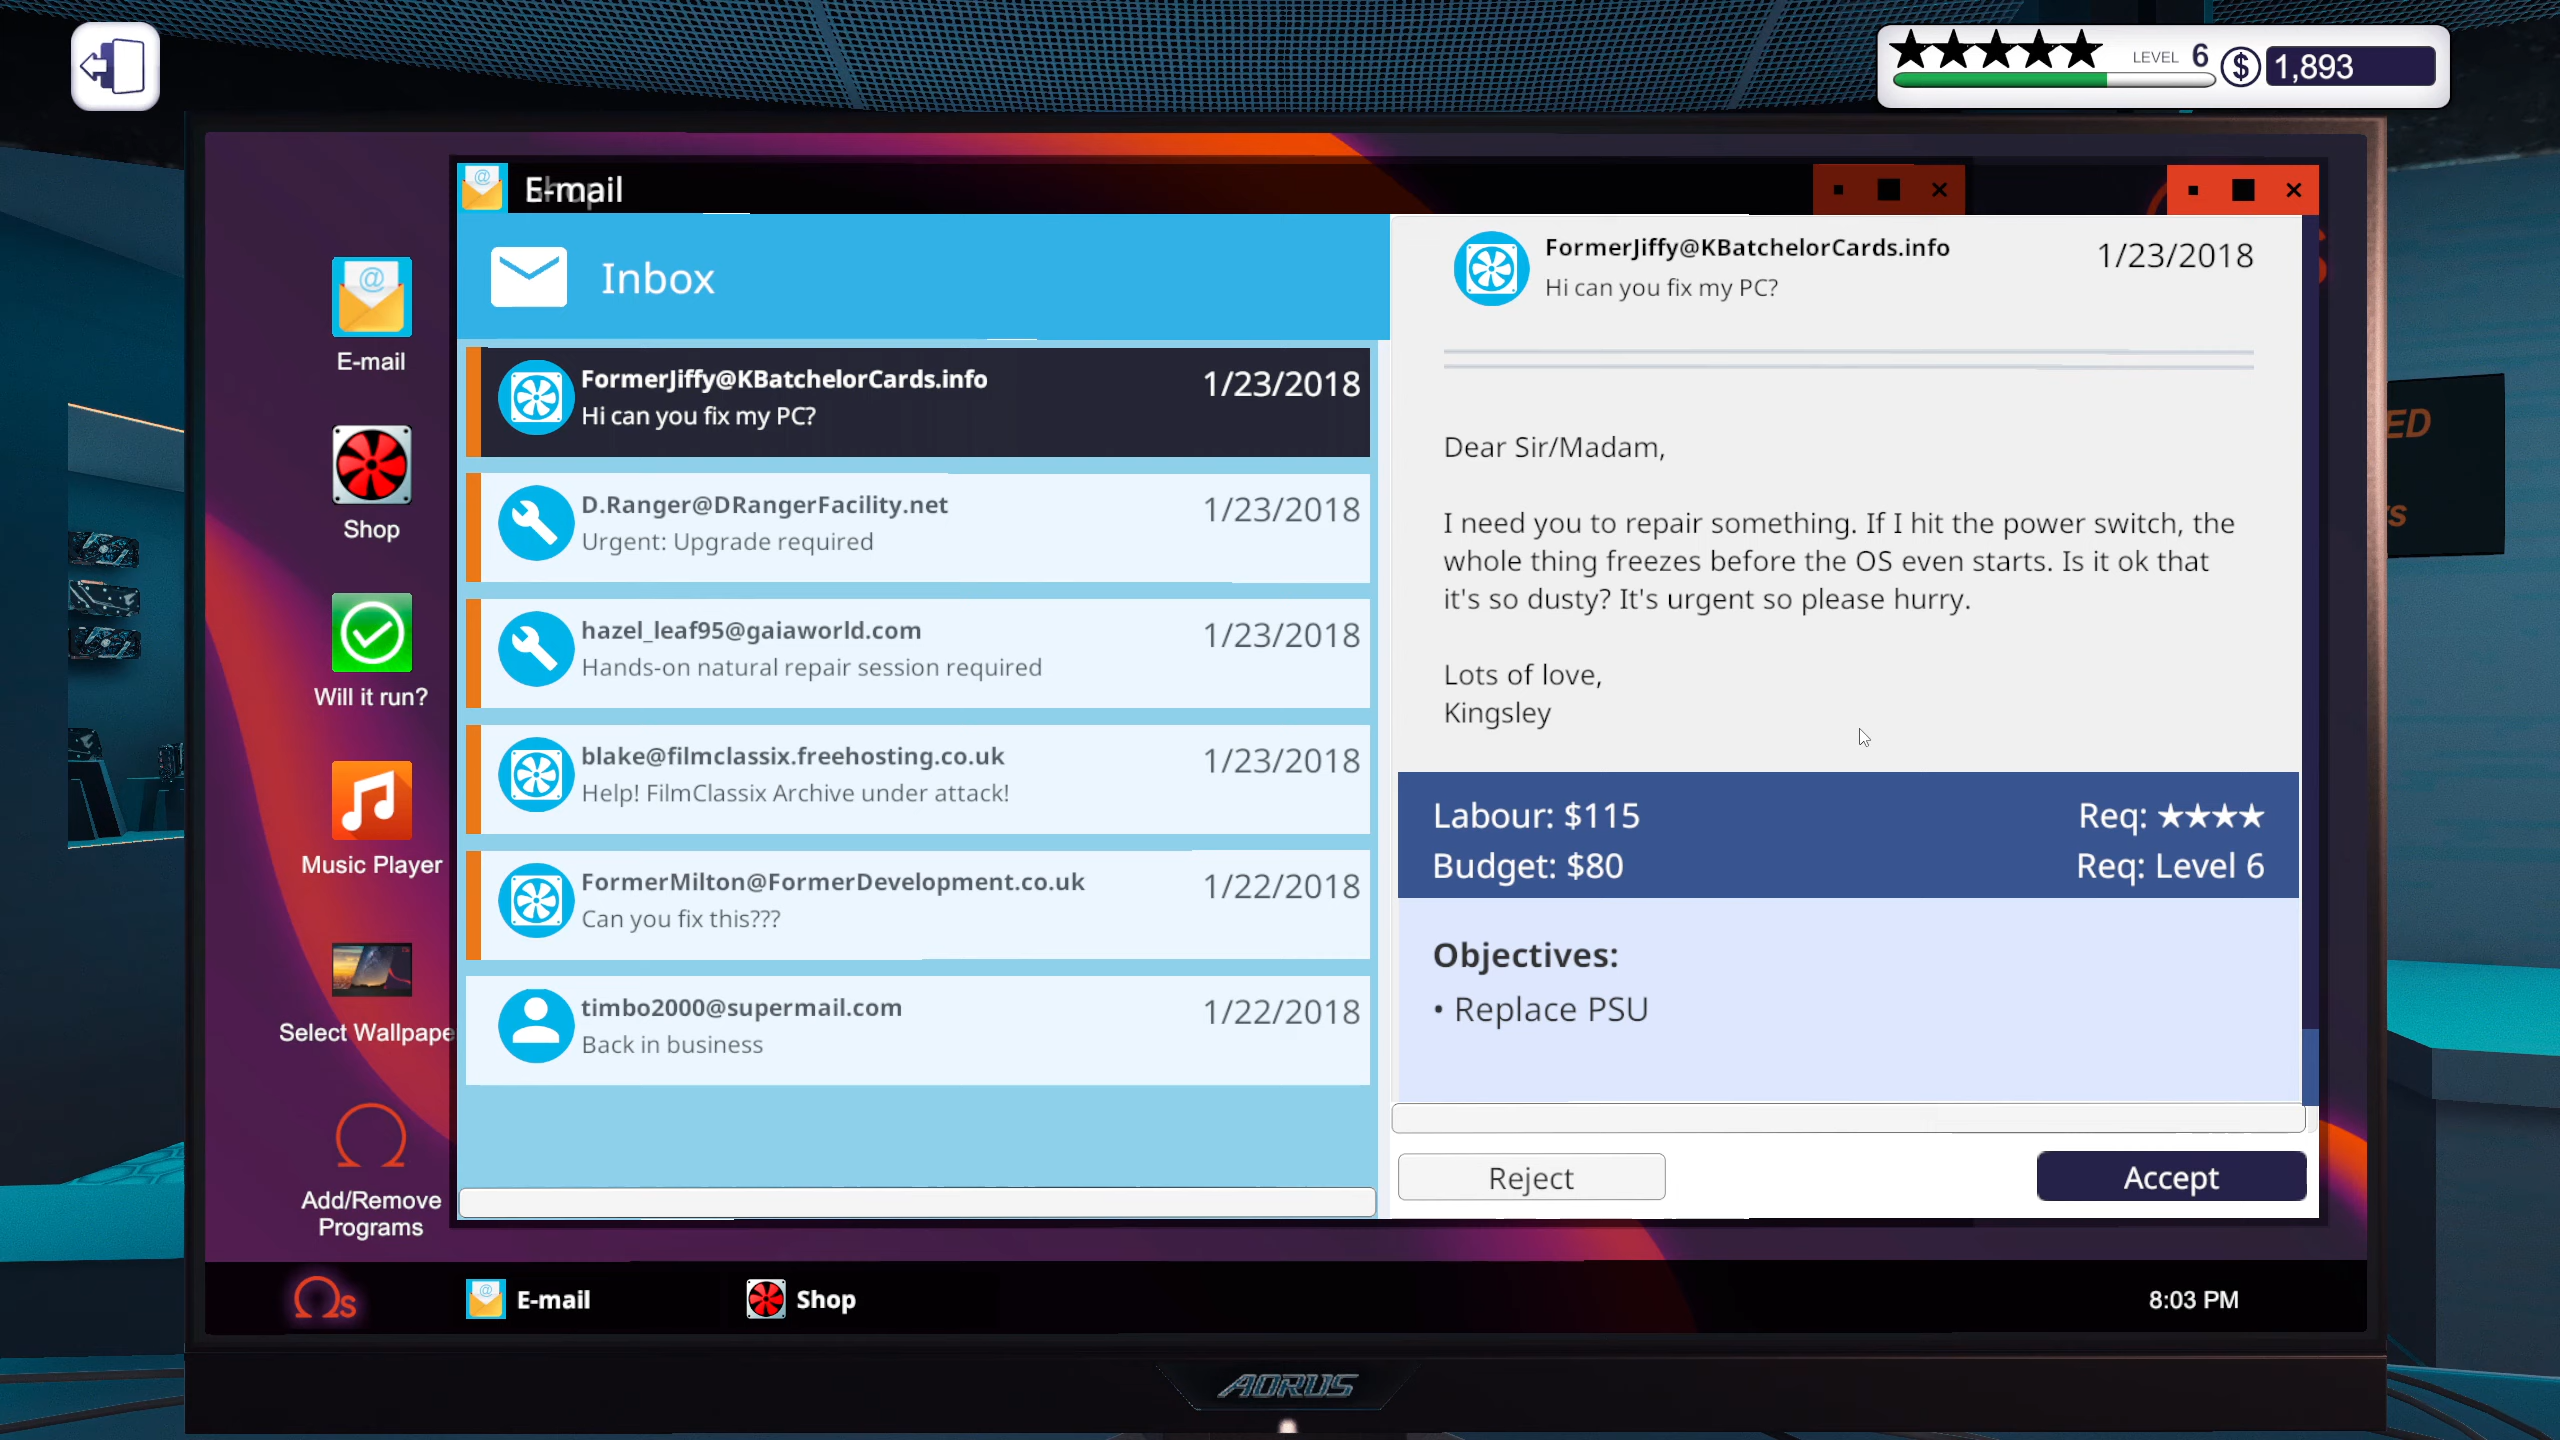 LEVEL 6 $ 1,893
E-mail
Inbox
FormerJiffy@KBatchelorCards.info 1/23/2018
Hi can you fix my PC?
D.Ranger@DRangerFacility.net 1/23/2018
Urgent: Upgrade required
hazel_leaf95@gaiaworld.com 1/23/2018
Hands-on natural repair session required
blake@filmclassix.freehosting.co.uk 1/23/2018
Help! FilmClassix Archive under attack!
FormerMilton@FormerDevelopment.co.uk 1/22/2018
Can you fix this???
timbo2000@supermail.com 1/22/2018
Back in business
FormerJiffy@KBatchelorCards.info 1/23/2018
Hi can you fix my PC?
Dear Sir/Madam,
I need you to repair something. If I hit the power switch, the
whole thing freezes before the OS even starts. Is it ok that
it's so dusty? It's urgent so please hurry.
Lots of love,
Kingsley
Labour: $115 Req: ★★★★
Budget: $80 Req: Level 6
Objectives:
• Replace PSU
Reject Accept
E-mail
Shop
Will it run?
Music Player
Select Wallpape
Add/Remove
Programs
Ωs E-mail Shop 8:03 PM
AORUS